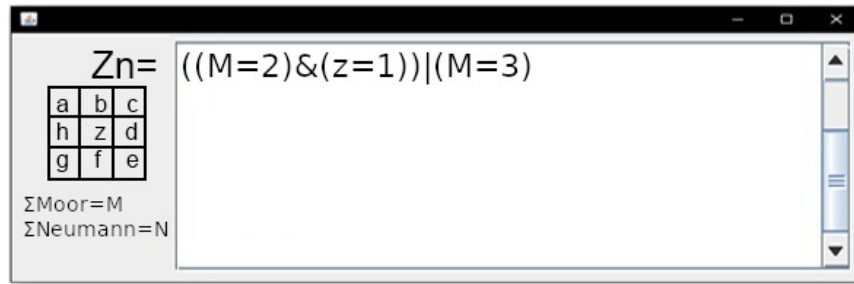 Zn= ((M=2)&(z=1))|(M=3)
a b c
h z d
g f e
ΣMoor=M
ΣNeumann=N